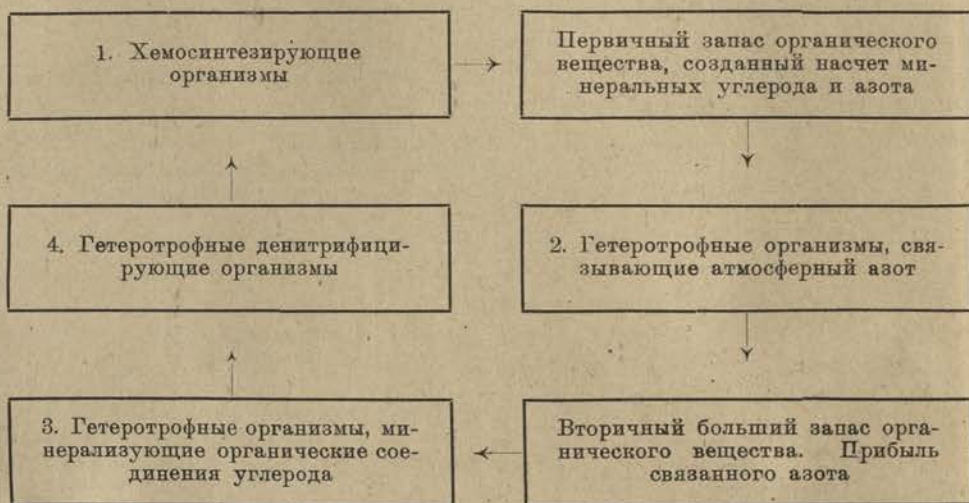 1. Хемосинтезирующие
организмы
Первичный запас органического
вещества, созданный насчет ми-
неральных углерода и азота
4. Гетеротрофные денитрифици-
рующие организмы
2. Гетеротрофные организмы, свя-
зывающие атмосферный азот
3. Гетеротрофные организмы, ми-
нерализующие органические сое-
динения углерода
Вторичный больший запас орга-
нического вещества. Прибыль
связанного азота